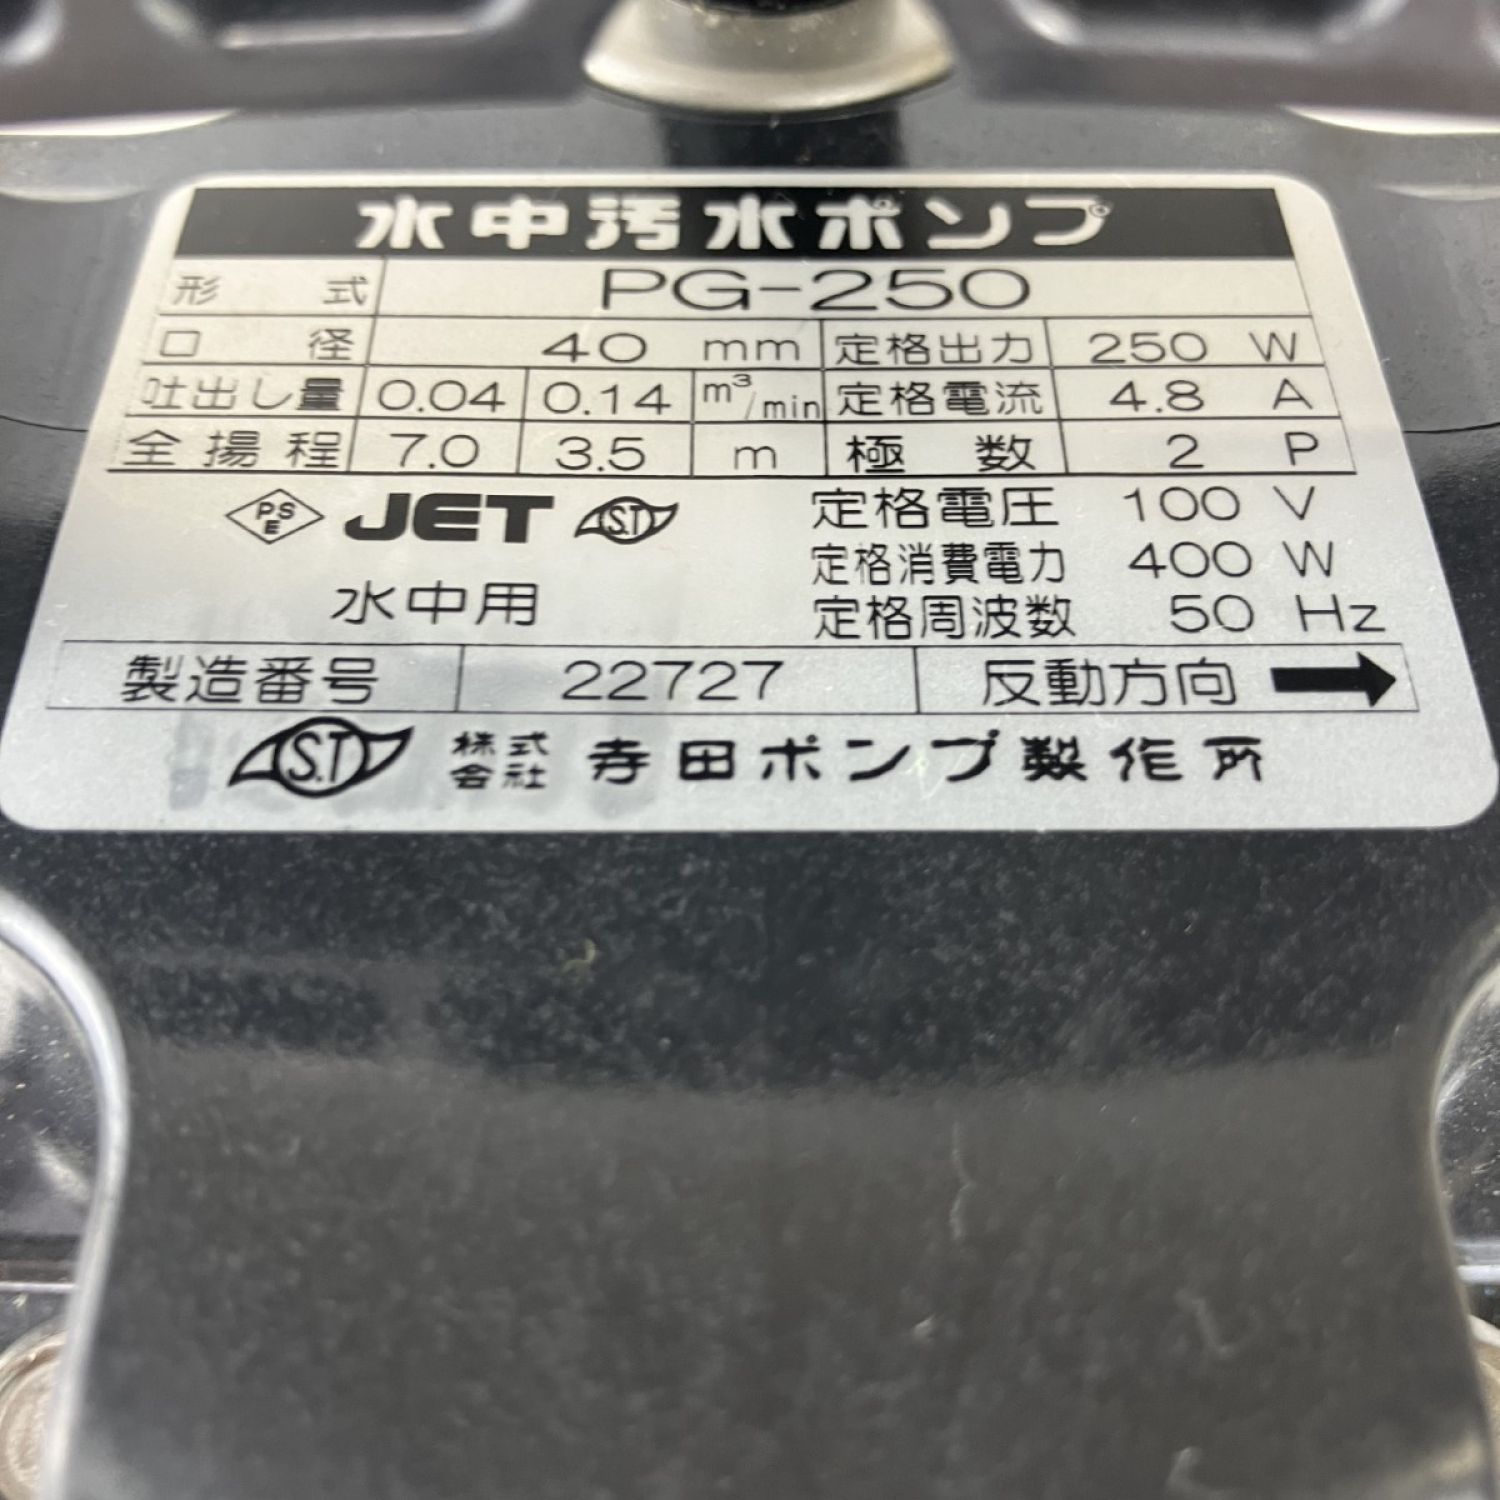 水中汚水ポンプ
形式 PG-250
口径 40 mm 定格出力 250 W
吐出し量 0.04 0.14 m³/min 定格電流 4.8 A
全揚程 7.0 3.5 m 極数 2 P
PSE JET S.T 定格電圧 100 V
定格消費電力 400 W
水中用 定格周波数 50 Hz
製造番号 22727 反動方向 →
S.T 株式会社 寺田ポンプ製作所